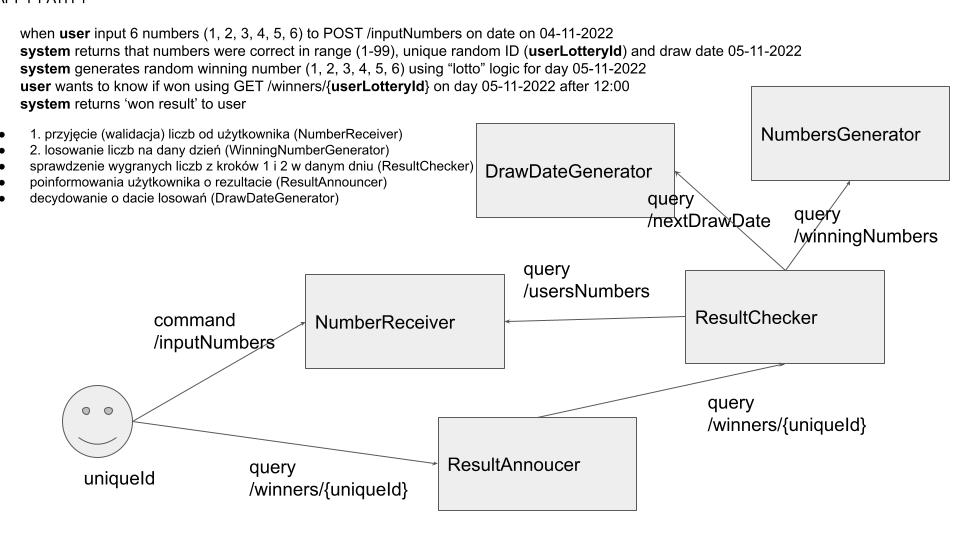 when user input 6 numbers (1, 2, 3, 4, 5, 6) to POST /inputNumbers on date on 04-11-2022
system returns that numbers were correct in range (1-99), unique random ID (userLotteryId) and draw date 05-11-2022
system generates random winning number (1, 2, 3, 4, 5, 6) using “lotto” logic for day 05-11-2022
user wants to know if won using GET /winners/{userLotteryId} on day 05-11-2022 after 12:00
system returns ‘won result’ to user
● 1. przyjęcie (walidacja) liczb od użytkownika (NumberReceiver)
● 2. losowanie liczb na dany dzień (WinningNumberGenerator)
● sprawdzenie wygranych liczb z kroków 1 i 2 w danym dniu (ResultChecker)
● poinformowania użytkownika o rezultacie (ResultAnnouncer)
● decydowanie o dacie losowań (DrawDateGenerator)
NumbersGenerator
DrawDateGenerator
query
/nextDrawDate
query
/winningNumbers
query
/usersNumbers
command
/inputNumbers
NumberReceiver
ResultChecker
query
/winners/{uniqueId}
ResultAnnoucer
uniqueId
query
/winners/{uniqueId}